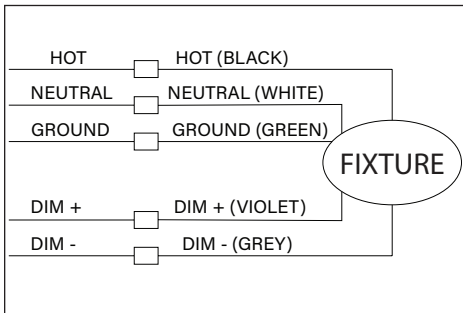 HOT HOT (BLACK)
NEUTRAL NEUTRAL (WHITE)
GROUND GROUND (GREEN)
FIXTURE
DIM + DIM + (VIOLET)
DIM - DIM - (GREY)